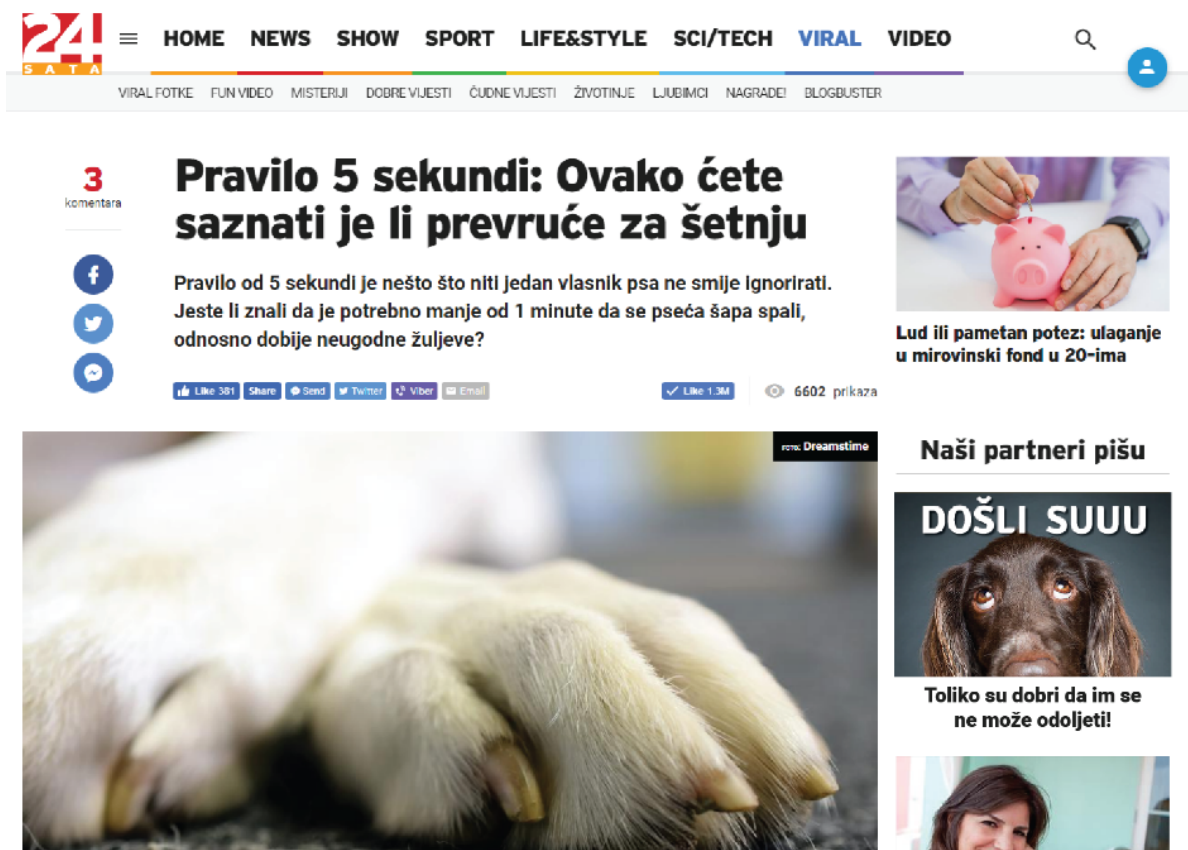 24
SATA
HOME NEWS SHOW SPORT LIFE&STYLE SCI/TECH VIRAL VIDEO
VIRAL FOTKE FUN VIDEO MISTERIJI DOBRE VIJESTI ČUDNE VIJESTI ŽIVOTINJE LJUBIMCI NAGRADE! BLOGBUSTER
3
komentara
Pravilo 5 sekundi: Ovako ćete
saznati je li prevruće za šetnju
Pravilo od 5 sekundi je nešto što niti jedan vlasnik psa ne smije ignorirati.
Jeste li znali da je potrebno manje od 1 minute da se pseća šapa spali,
odnosno dobije neugodne žuljeve?
Like 381 Share Send Twitter Viber Email
Like 1.3M 6602 prikaza
FOTO: Dreamstime
Lud ili pametan potez: ulaganje
u mirovinski fond u 20-ima
Naši partneri pišu
DOŠLI SUUU
Toliko su dobri da im se
ne može odoljeti!